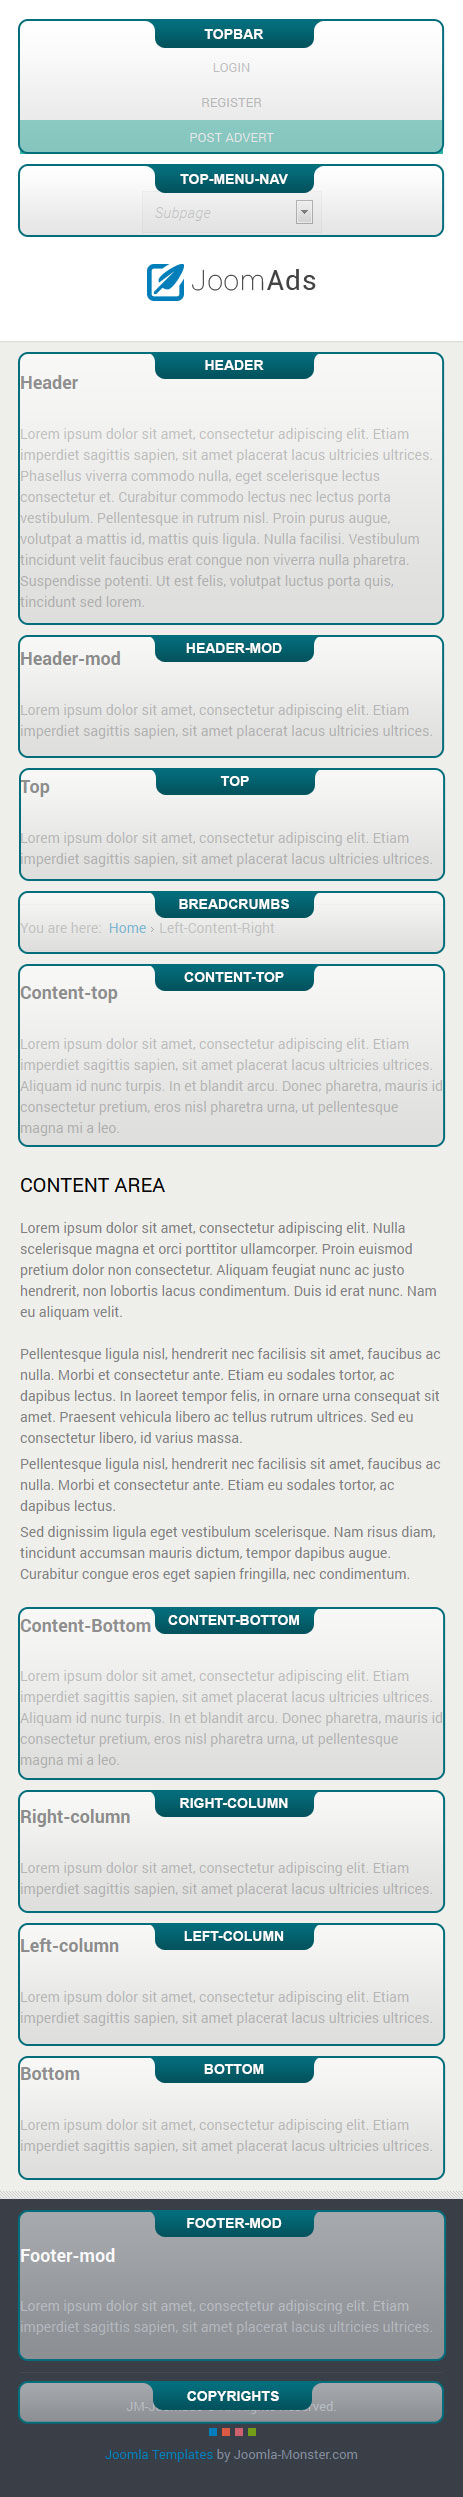 TOPBAR
LOGIN
REGISTER
POST ADVERT
TOP-MENU-NAV
Subpage
JoomAds
HEADER
Header
Lorem ipsum dolor sit amet, consectetur adipiscing elit. Etiam
imperdiet sagittis sapien, sit amet placerat lacus ultricies ultrices.
Phasellus viverra commodo nulla, eget scelerisque lectus
consectetur et. Curabitur commodo lectus nec lectus porta
vestibulum. Pellentesque in rutrum nisl. Proin purus augue,
volutpat a mattis id, mattis quis ligula. Nulla facilisi. Vestibulum
tincidunt velit faucibus erat congue non viverra nulla pharetra.
Suspendisse potenti. Ut est felis, volutpat luctus porta quis,
tincidunt sed lorem.
HEADER-MOD
Header-mod
Lorem ipsum dolor sit amet, consectetur adipiscing elit. Etiam
imperdiet sagittis sapien, sit amet placerat lacus ultricies ultrices.
TOP
Top
Lorem ipsum dolor sit amet, consectetur adipiscing elit. Etiam
imperdiet sagittis sapien, sit amet placerat lacus ultricies ultrices.
BREADCRUMBS
You are here: Home › Left-Content-Right
CONTENT-TOP
Content-top
Lorem ipsum dolor sit amet, consectetur adipiscing elit. Etiam
imperdiet sagittis sapien, sit amet placerat lacus ultricies ultrices.
Aliquam id nunc turpis. In et blandit arcu. Donec pharetra, mauris id
consectetur pretium, eros nisl pharetra urna, ut pellentesque
magna mi a leo.
CONTENT AREA
Lorem ipsum dolor sit amet, consectetur adipiscing elit. Nulla
scelerisque magna et orci porttitor ullamcorper. Proin euismod
pretium dolor non consectetur. Aliquam feugiat nunc ac justo
hendrerit, non lobortis lacus condimentum. Duis id erat nunc. Nam
eu aliquam velit.
Pellentesque ligula nisl, hendrerit nec facilisis sit amet, faucibus ac
nulla. Morbi et consectetur ante. Etiam eu sodales tortor, ac
dapibus lectus. In laoreet tempor felis, in ornare urna consequat sit
amet. Praesent vehicula libero ac tellus rutrum ultrices. Sed eu
consectetur libero, id varius massa.
Pellentesque ligula nisl, hendrerit nec facilisis sit amet, faucibus ac
nulla. Morbi et consectetur ante. Etiam eu sodales tortor, ac
dapibus lectus.
Sed dignissim ligula eget vestibulum scelerisque. Nam risus diam,
tincidunt accumsan mauris dictum, tempor dapibus augue.
Curabitur congue eros eget sapien fringilla, nec condimentum.
CONTENT-BOTTOM
Content-Bottom
Lorem ipsum dolor sit amet, consectetur adipiscing elit. Etiam
imperdiet sagittis sapien, sit amet placerat lacus ultricies ultrices.
Aliquam id nunc turpis. In et blandit arcu. Donec pharetra, mauris id
consectetur pretium, eros nisl pharetra urna, ut pellentesque
magna mi a leo.
RIGHT-COLUMN
Right-column
Lorem ipsum dolor sit amet, consectetur adipiscing elit. Etiam
imperdiet sagittis sapien, sit amet placerat lacus ultricies ultrices.
LEFT-COLUMN
Left-column
Lorem ipsum dolor sit amet, consectetur adipiscing elit. Etiam
imperdiet sagittis sapien, sit amet placerat lacus ultricies ultrices.
BOTTOM
Bottom
Lorem ipsum dolor sit amet, consectetur adipiscing elit. Etiam
imperdiet sagittis sapien, sit amet placerat lacus ultricies ultrices.
FOOTER-MOD
Footer-mod
Lorem ipsum dolor sit amet, consectetur adipiscing elit. Etiam
imperdiet sagittis sapien, sit amet placerat lacus ultricies ultrices.
COPYRIGHTS
Joomla Templates by Joomla-Monster.com